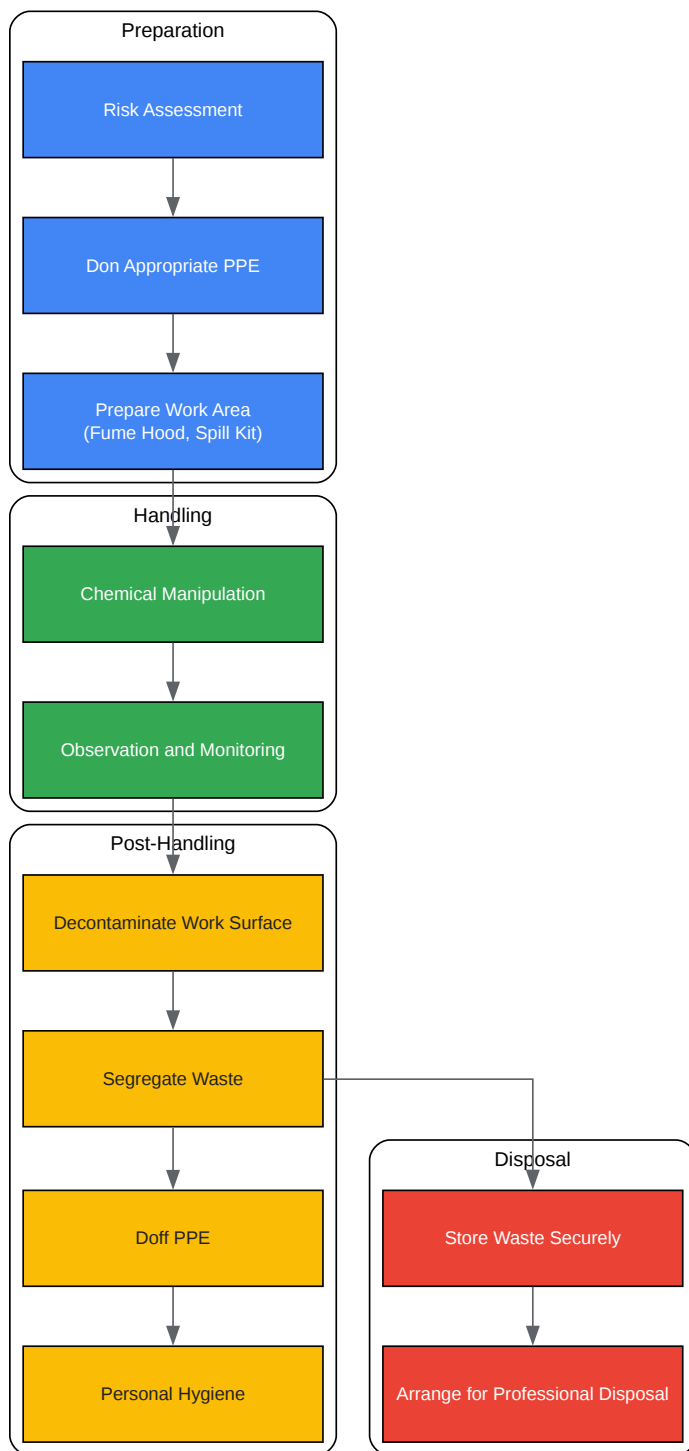 Preparation
Risk Assessment
Don Appropriate PPE
Prepare Work Area
(Fume Hood, Spill Kit)
Handling
Chemical Manipulation
Observation and Monitoring
Post-Handling
Decontaminate Work Surface
Segregate Waste
Doff PPE
Personal Hygiene
Disposal
Store Waste Securely
Arrange for Professional Disposal